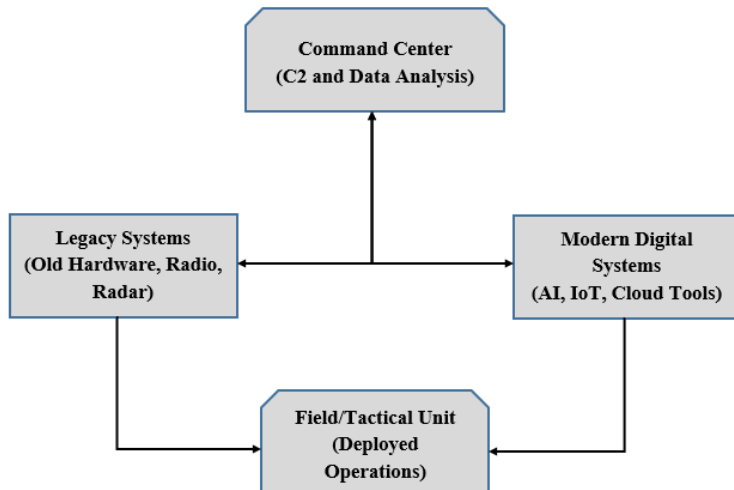 Command Center
(C2 and Data Analysis)
Legacy Systems
(Old Hardware, Radio,
Radar)
Modern Digital
Systems
(AI, IoT, Cloud Tools)
Field/Tactical Unit
(Deployed
Operations)